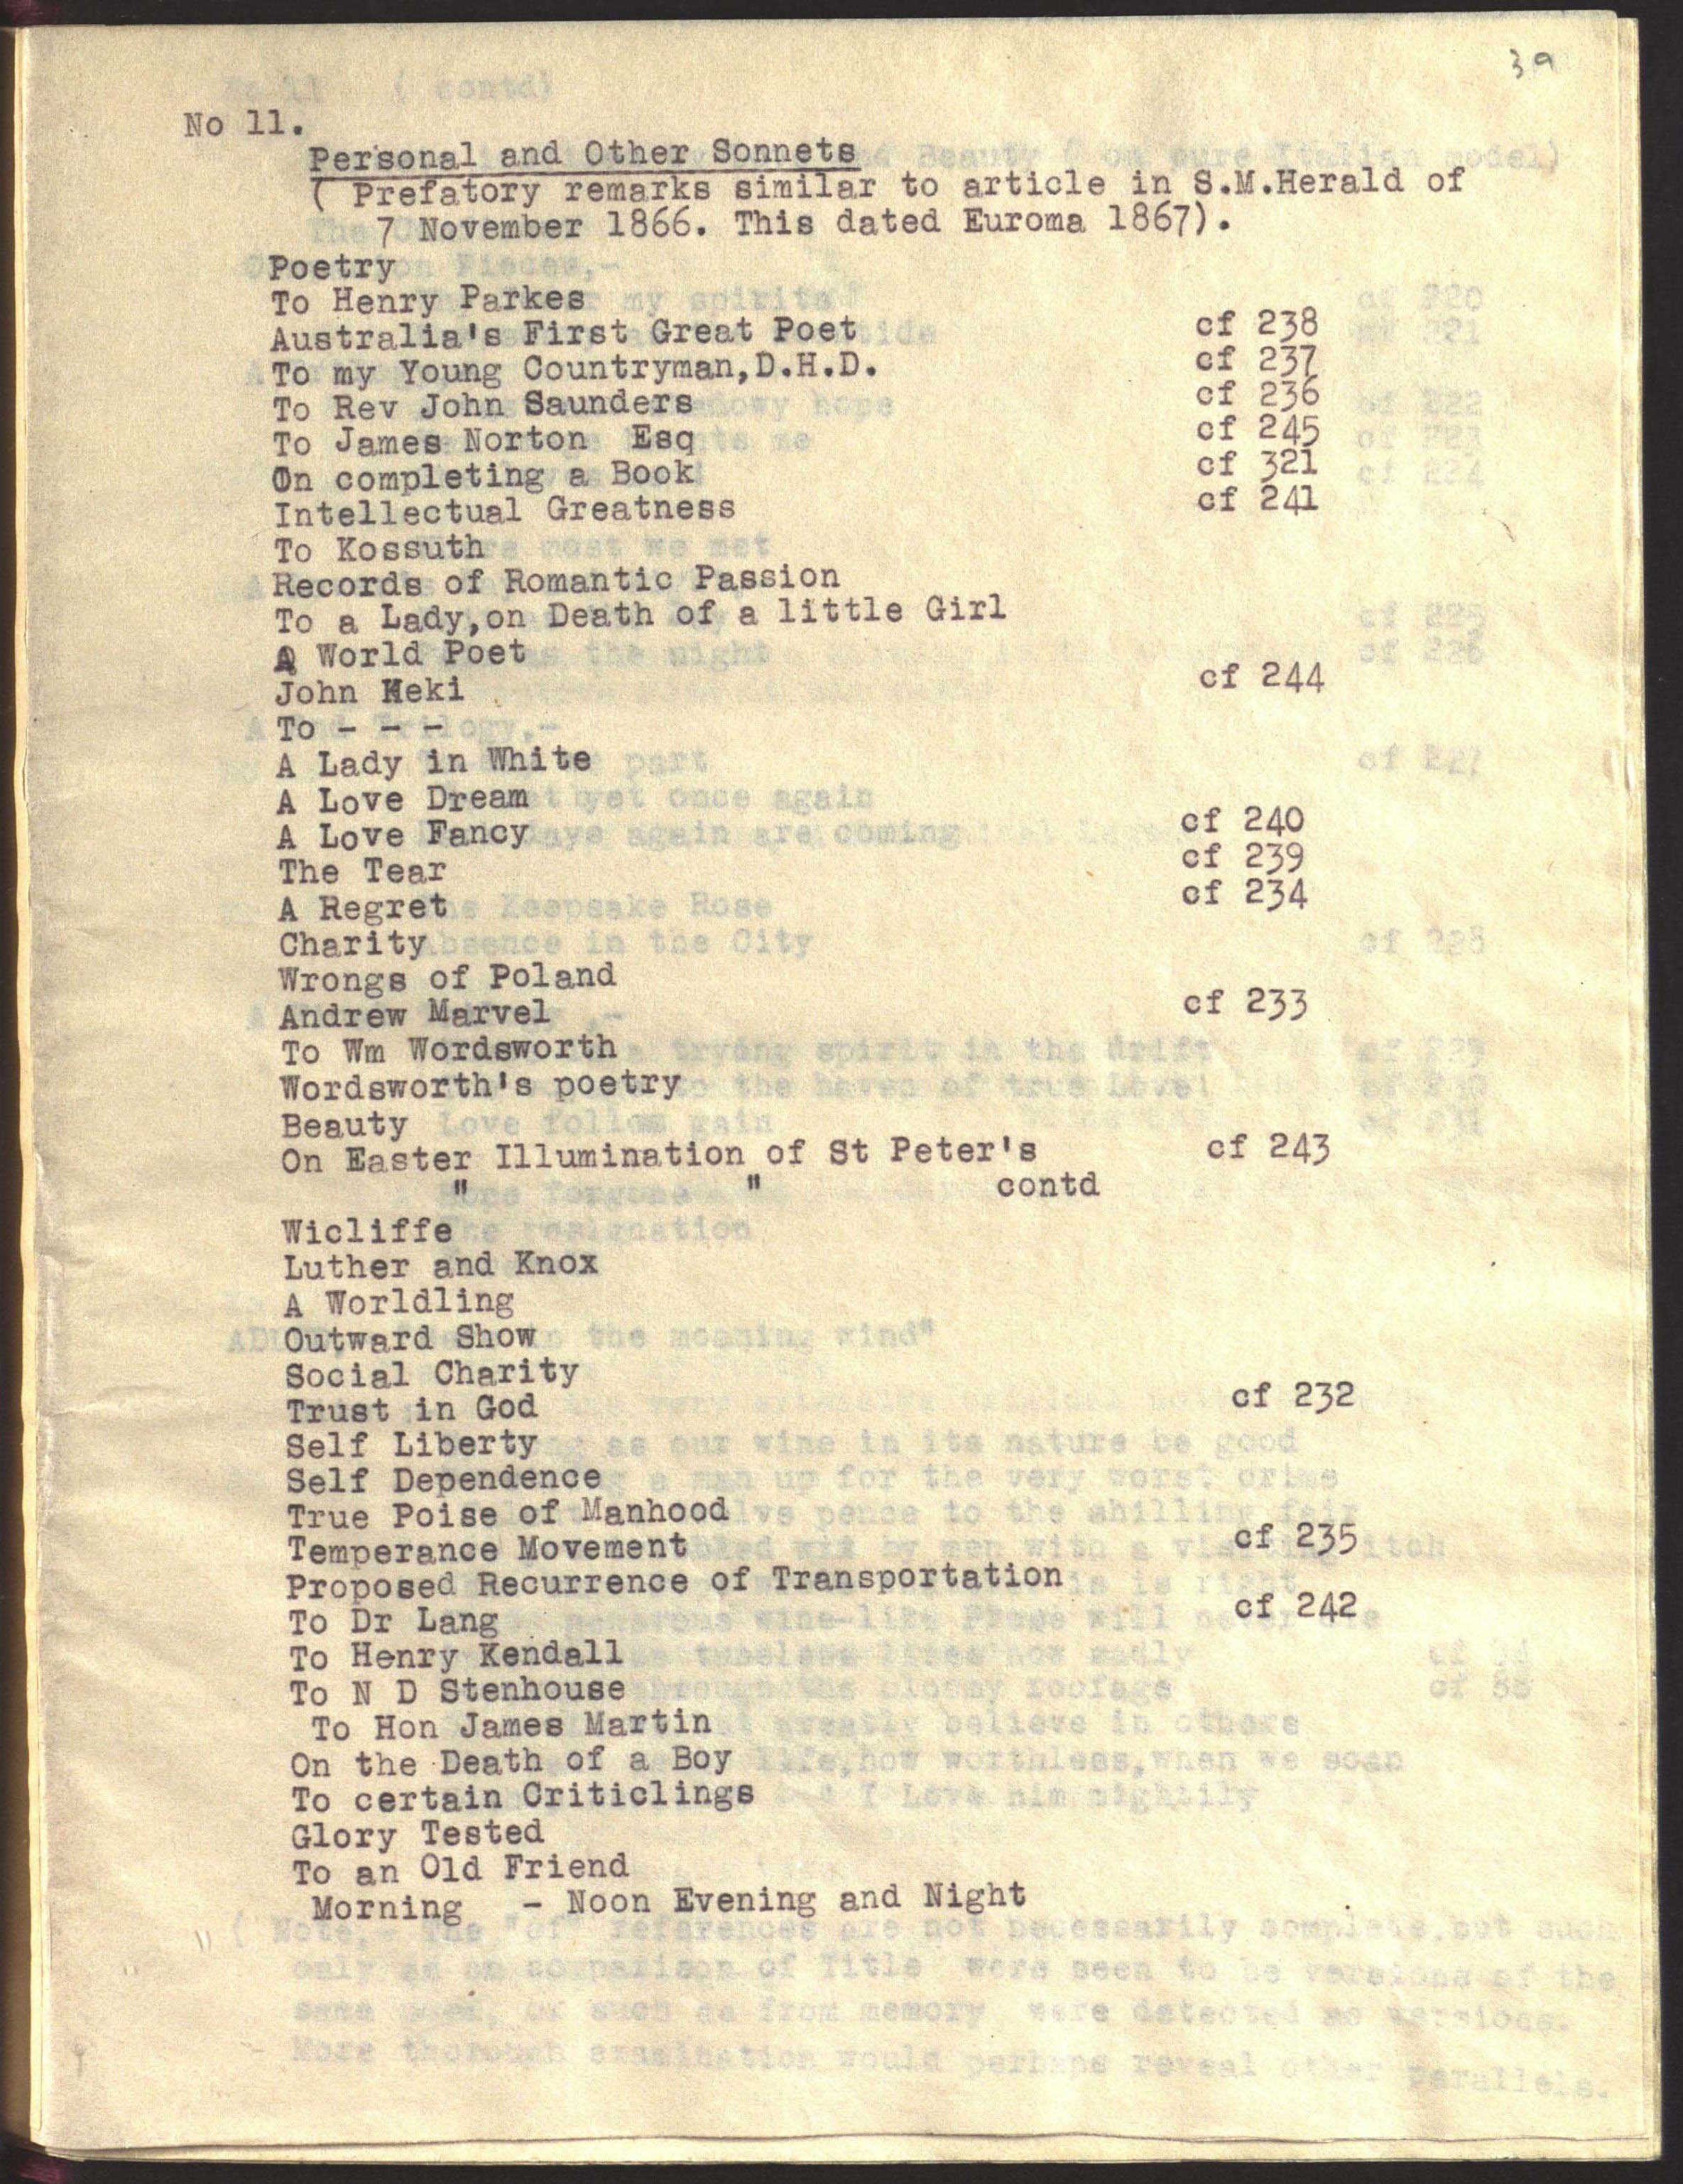 39
No 11.
Personal and Other Sonnets
( Prefatory remarks similar to article in S.M.Herald of
7 November 1866. This dated Euroma 1867).
Poetry
To Henry Parkes
Australia's First Great Poet cf 238
To my Young Countryman,D.H.D. cf 237
To Rev John Saunders cf 236
To James Norton Esq cf 245
On completing a Book cf 321
Intellectual Greatness cf 241
To Kossuth
Records of Romantic Passion
To a Lady,on Death of a little Girl
A World Poet
John Heki cf 244
To - - -
A Lady in White
A Love Dream
A Love Fancy cf 240
The Tear cf 239
A Regret cf 234
Charity
Wrongs of Poland
Andrew Marvel cf 233
To Wm Wordsworth
Wordsworth's poetry
Beauty
On Easter Illumination of St Peter's cf 243
" " contd
Wicliffe
Luther and Knox
A Worldling
Outward Show
Social Charity
Trust in God cf 232
Self Liberty
Self Dependence
True Poise of Manhood
Temperance Movement cf 235
Proposed Recurrence of Transportation
To Dr Lang cf 242
To Henry Kendall
To N D Stenhouse
To Hon James Martin
On the Death of a Boy
To certain Criticlings
Glory Tested
To an Old Friend
Morning - Noon Evening and Night